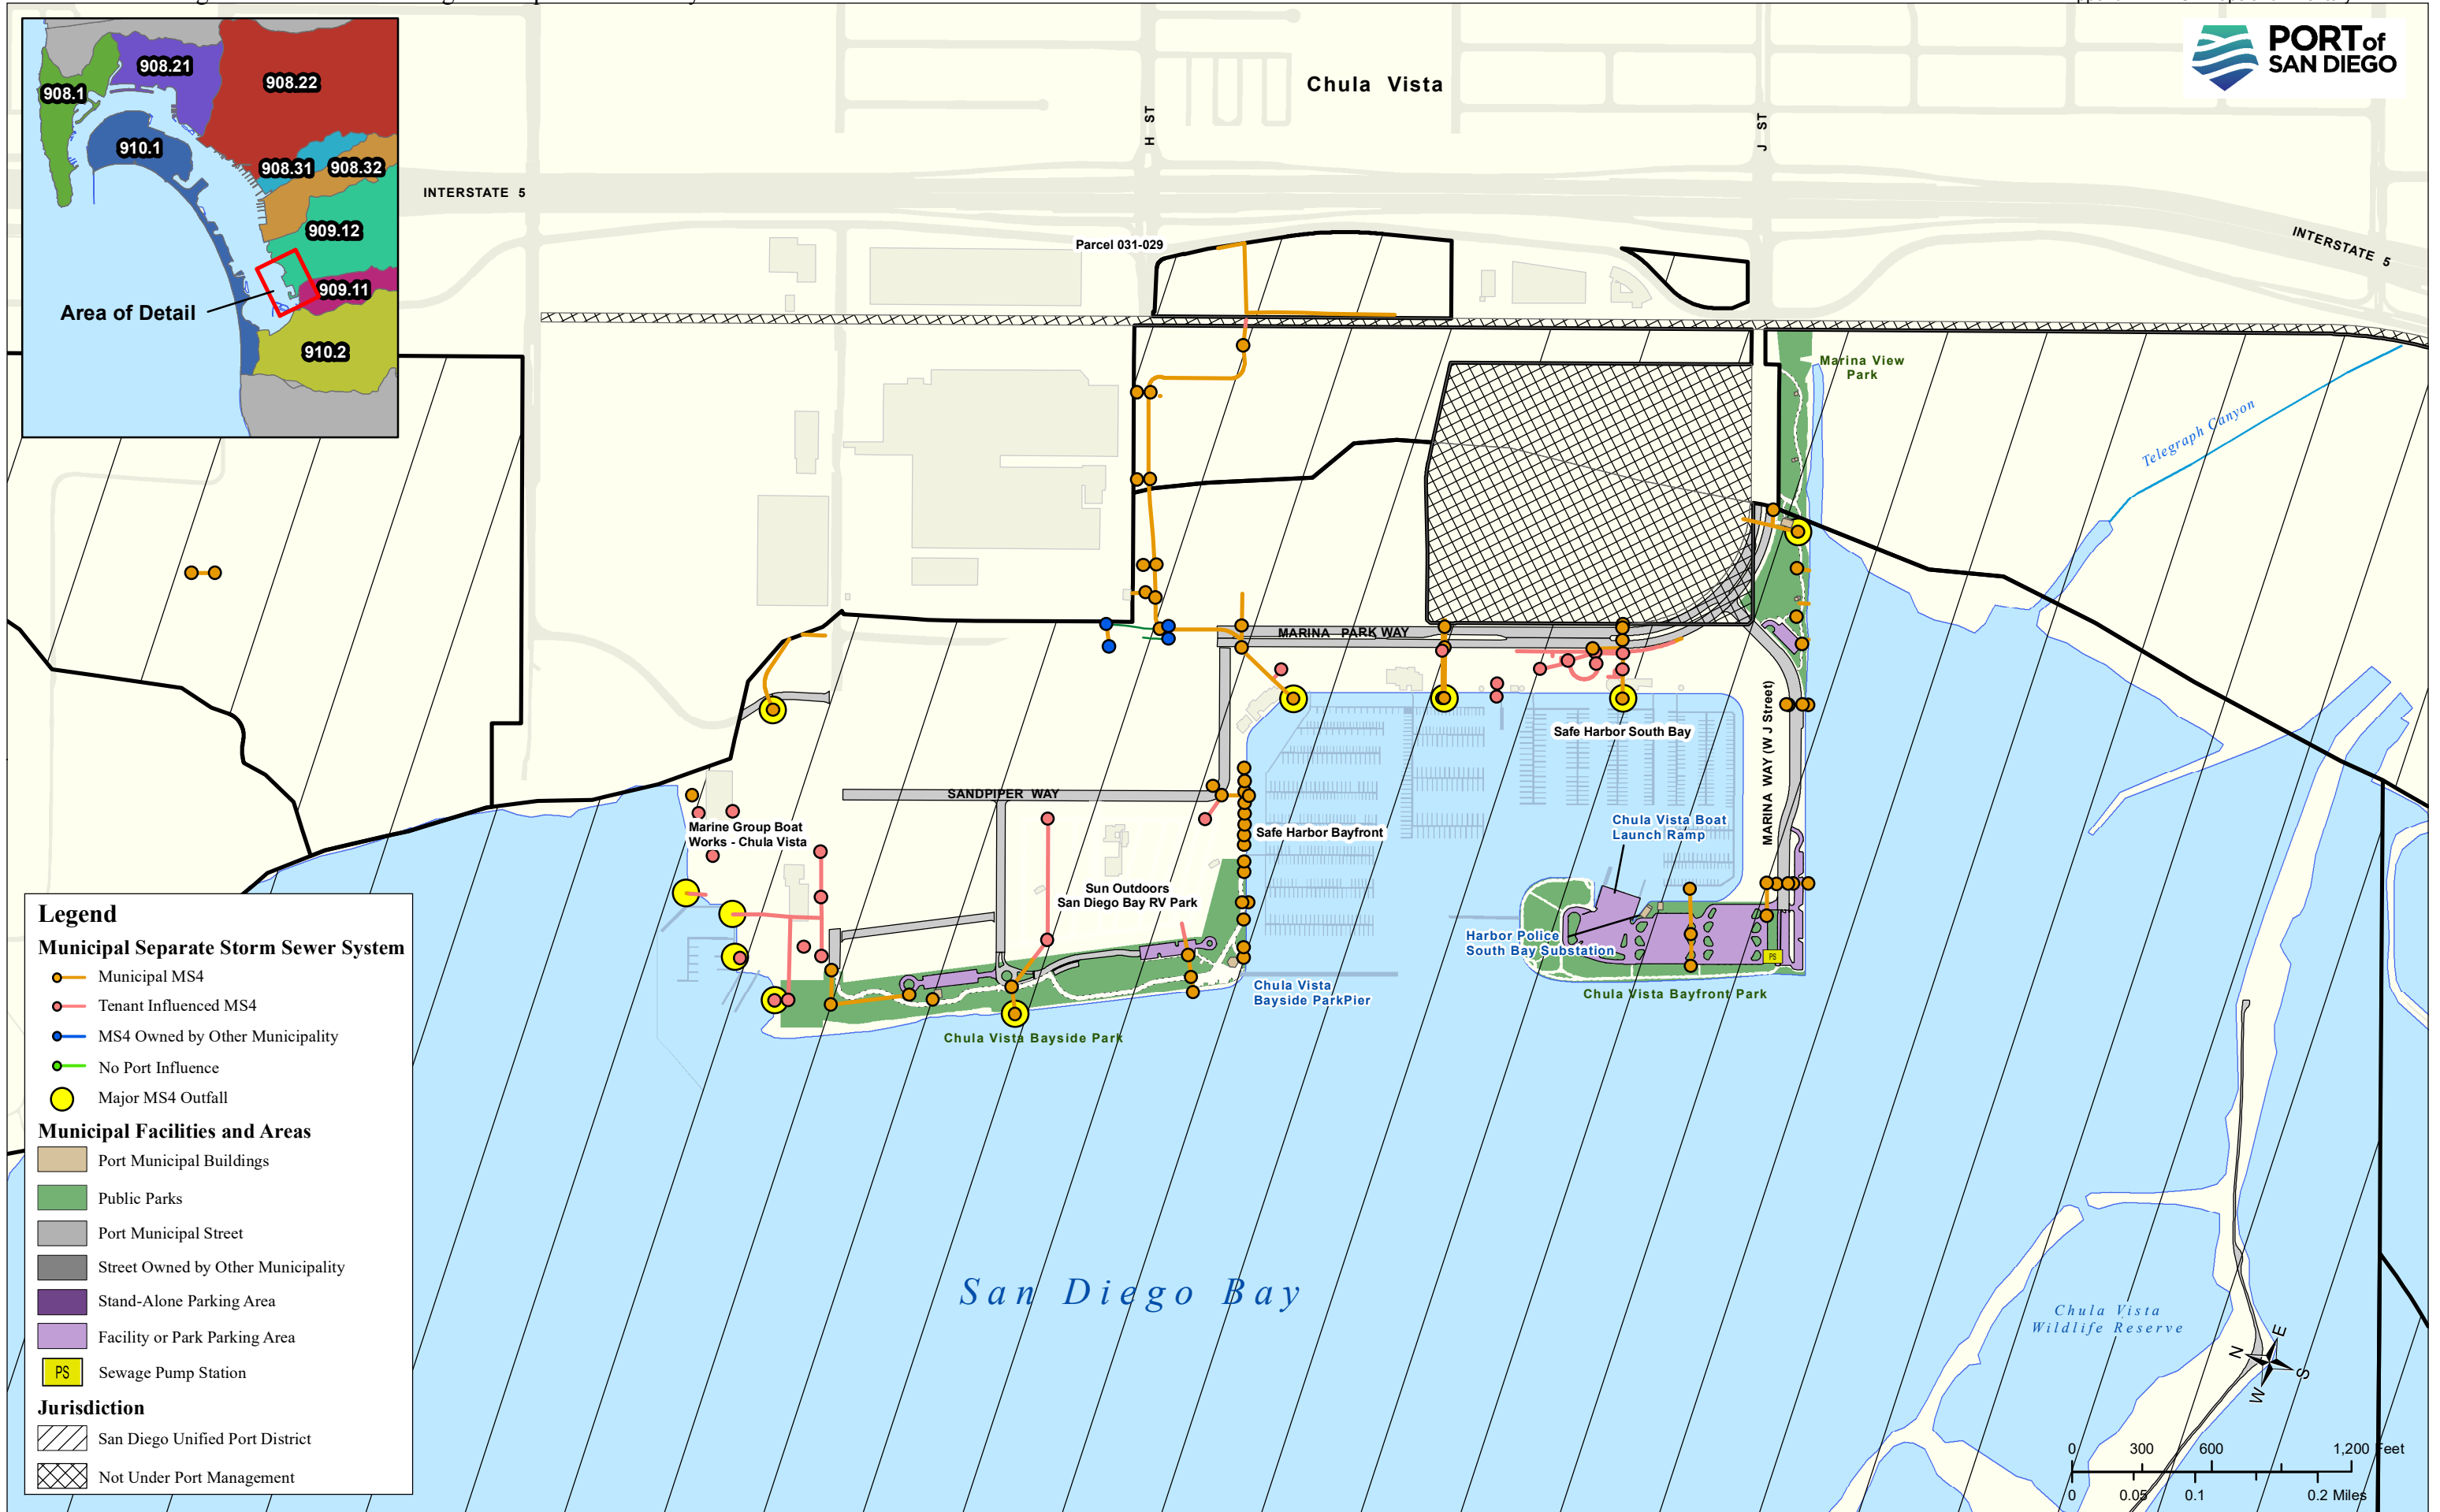 PORT of
SAN DIEGO
Chula Vista
H ST
J ST
INTERSTATE 5
INTERSTATE 5
908.1
908.21
908.22
910.1
908.31
908.32
909.12
909.11
910.2
Area of Detail
Parcel 031-029
Marina View
Park
Telegraph Canyon
MARINA PARK WAY
MARINA WAY (W J Street)
Safe Harbor South Bay
SANDPIPER WAY
Marine Group Boat
Works - Chula Vista
Safe Harbor Bayfront
Chula Vista Boat
Launch Ramp
Sun Outdoors
San Diego Bay RV Park
Harbor Police
South Bay Substation
PS
Chula Vista
Bayside ParkPier
Chula Vista Bayfront Park
Chula Vista Bayside Park
San Diego Bay
Chula Vista
Wildlife Reserve
N
E
S
W
0 300 600 1,200 Feet
0 0.05 0.1 0.2 Miles
Legend
Municipal Separate Storm Sewer System
Municipal MS4
Tenant Influenced MS4
MS4 Owned by Other Municipality
No Port Influence
Major MS4 Outfall
Municipal Facilities and Areas
Port Municipal Buildings
Public Parks
Port Municipal Street
Street Owned by Other Municipality
Stand-Alone Parking Area
Facility or Park Parking Area
PS Sewage Pump Station
Jurisdiction
San Diego Unified Port District
Not Under Port Management